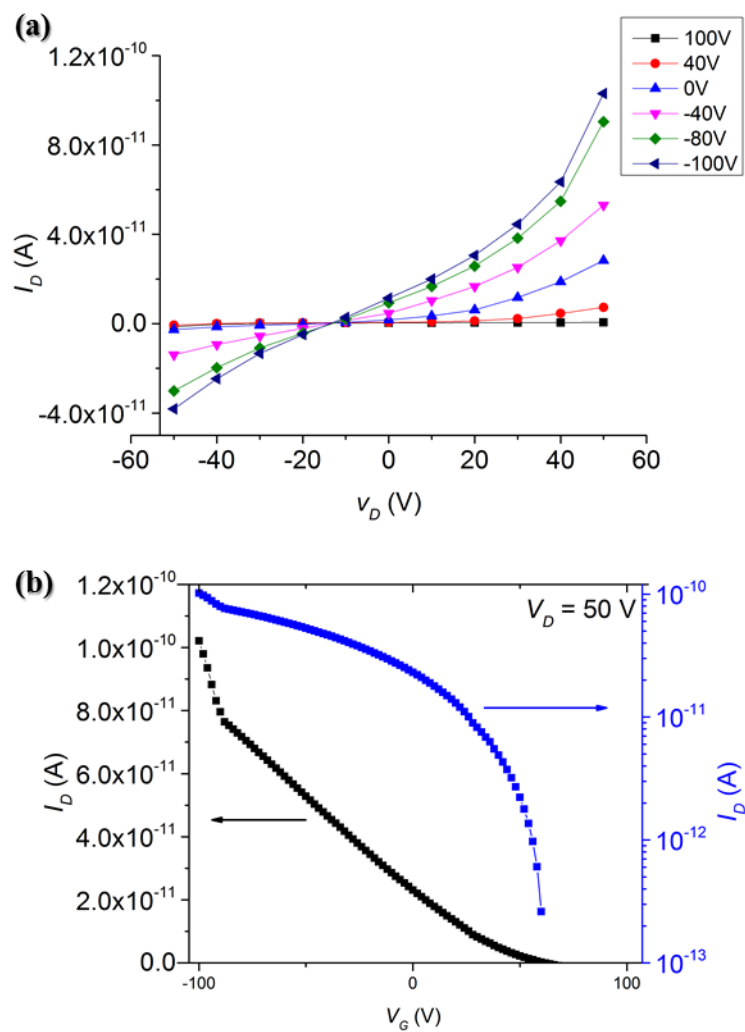 (a)
1.2x10⁻¹⁰
8.0x10⁻¹¹
4.0x10⁻¹¹
0.0
-4.0x10⁻¹¹
I_D (A)
-60 -40 -20 0 20 40 60
v_D (V)
100V
40V
0V
-40V
-80V
-100V
(b)
1.2x10⁻¹⁰
1.0x10⁻¹⁰
8.0x10⁻¹¹
6.0x10⁻¹¹
4.0x10⁻¹¹
2.0x10⁻¹¹
0.0
I_D (A)
V_D = 50 V
10⁻¹⁰
10⁻¹¹
10⁻¹²
10⁻¹³
I_D (A)
-100 0 100
V_G (V)